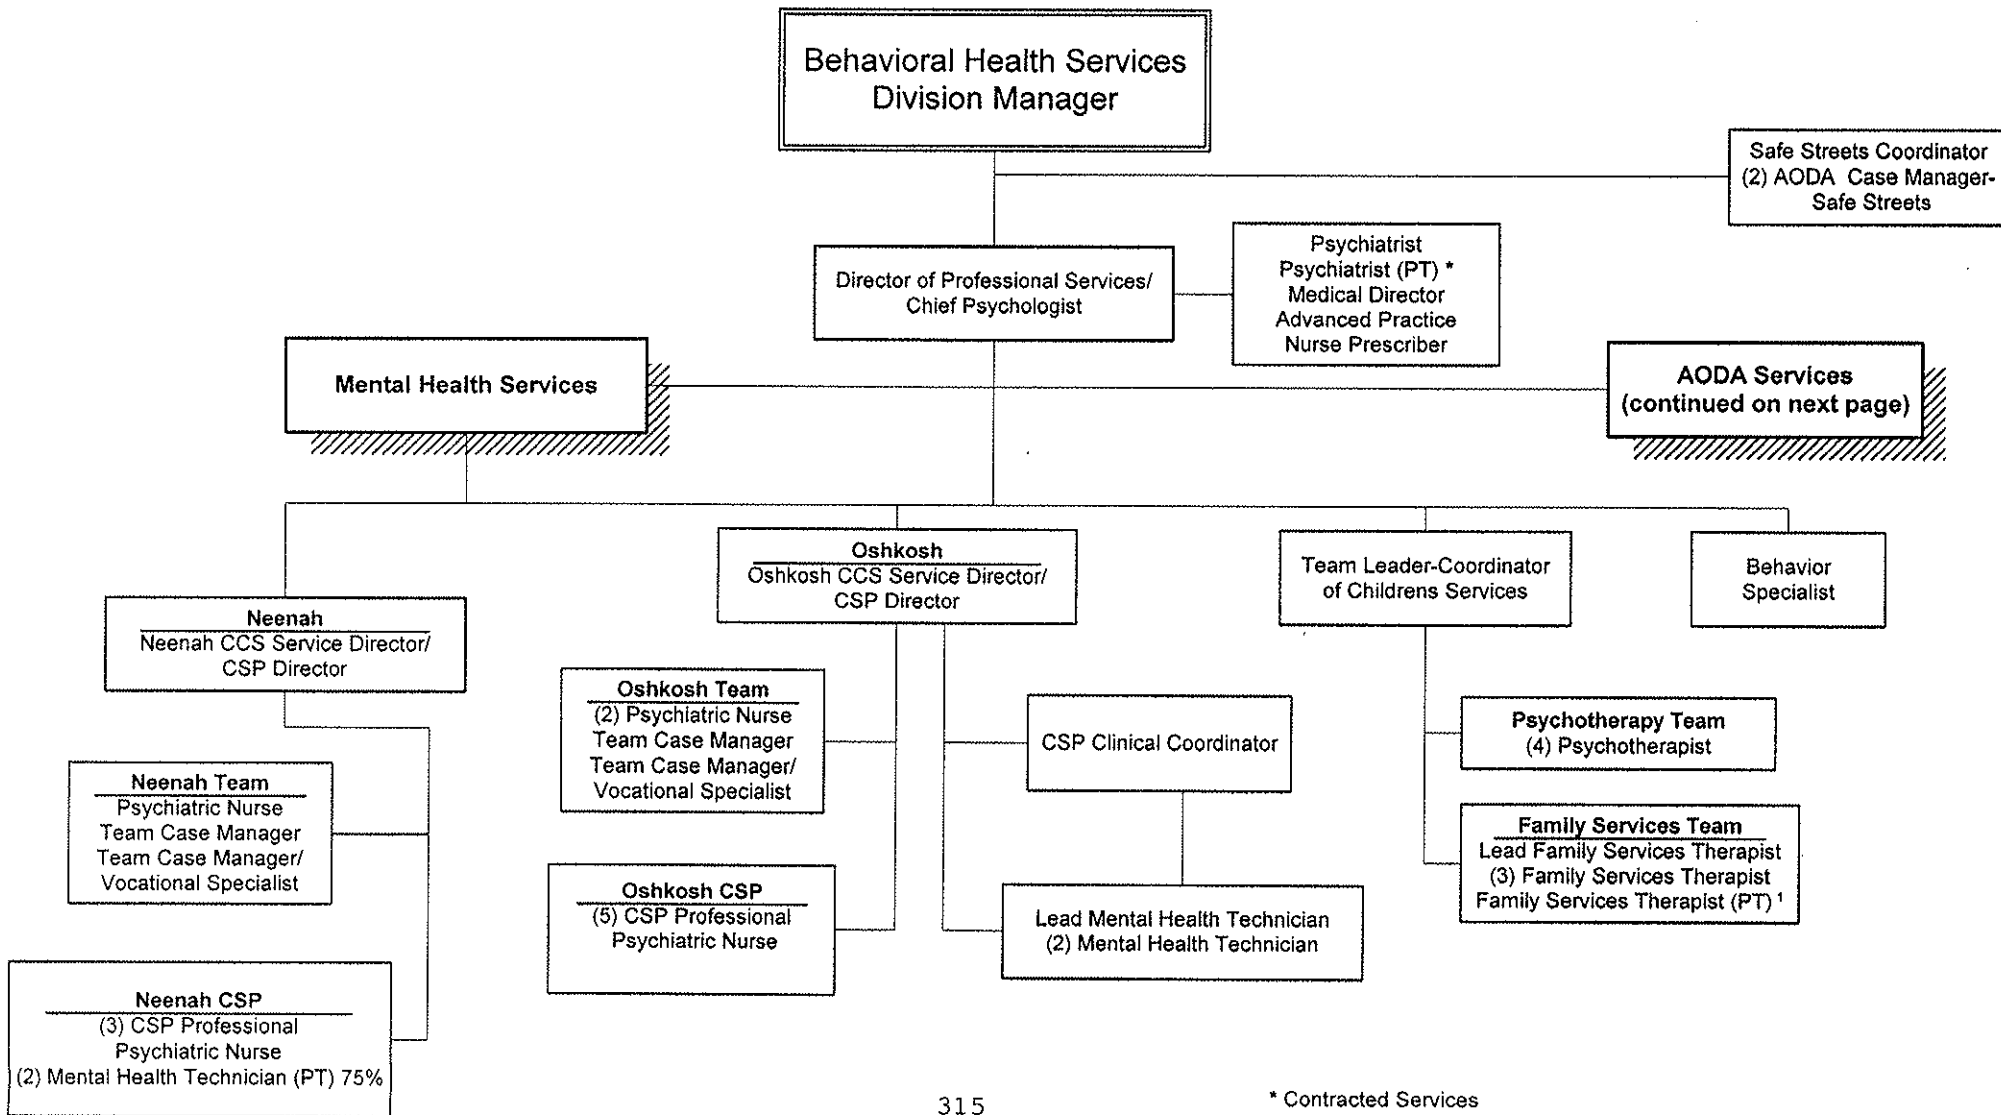 Behavioral Health Services
Division Manager
Safe Streets Coordinator
(2) AODA Case Manager-
Safe Streets
Director of Professional Services/
Chief Psychologist
Psychiatrist
Psychiatrist (PT) *
Medical Director
Advanced Practice
Nurse Prescriber
Mental Health Services
AODA Services
(continued on next page)
Neenah
Neenah CCS Service Director/
CSP Director
Oshkosh
Oshkosh CCS Service Director/
CSP Director
Team Leader-Coordinator
of Childrens Services
Behavior
Specialist
Neenah Team
Psychiatric Nurse
Team Case Manager
Team Case Manager/
Vocational Specialist
Oshkosh Team
(2) Psychiatric Nurse
Team Case Manager
Team Case Manager/
Vocational Specialist
CSP Clinical Coordinator
Psychotherapy Team
(4) Psychotherapist
Family Services Team
Lead Family Services Therapist
(3) Family Services Therapist
Family Services Therapist (PT) ¹
Oshkosh CSP
(5) CSP Professional
Psychiatric Nurse
Lead Mental Health Technician
(2) Mental Health Technician
Neenah CSP
(3) CSP Professional
Psychiatric Nurse
(2) Mental Health Technician (PT) 75%
315
* Contracted Services